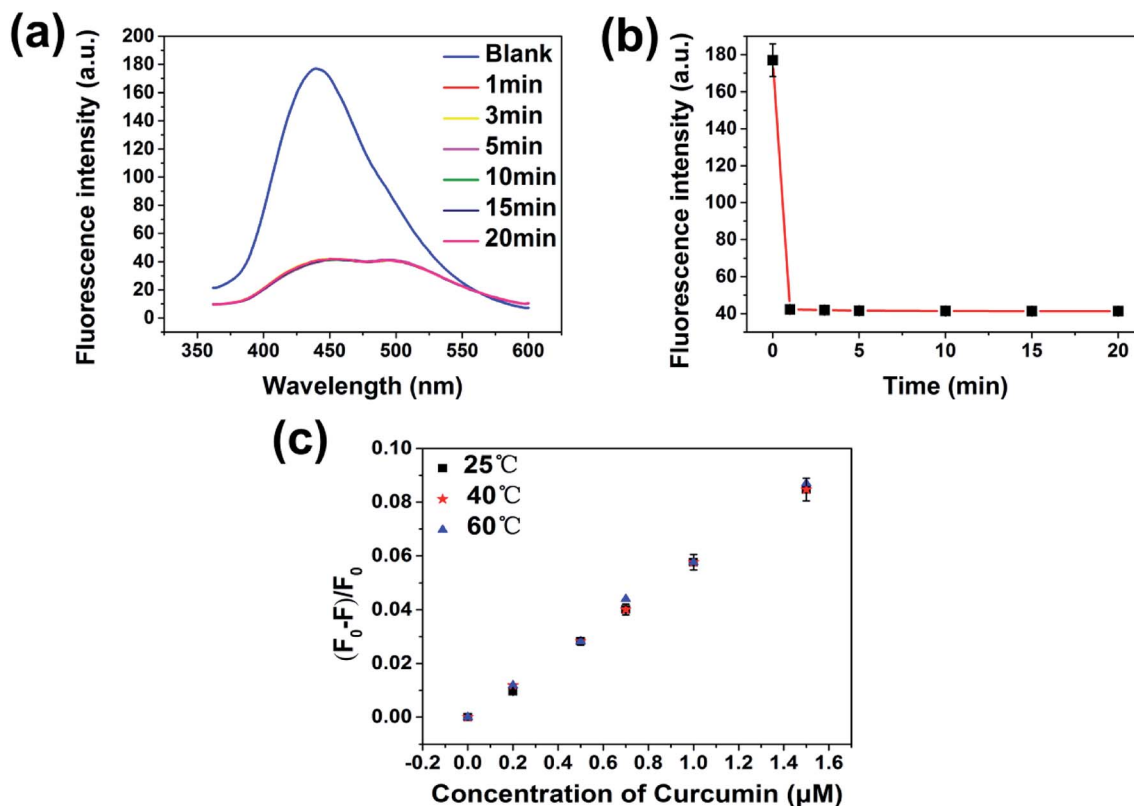 (a)
Fluorescence intensity (a.u.)
200
180
160
140
120
100
80
60
40
20
0
350 400 450 500 550 600
Wavelength (nm)
Blank
1min
3min
5min
10min
15min
20min
(b)
Fluorescence intensity (a.u.)
180
160
140
120
100
80
60
40
0 5 10 15 20
Time (min)
(c)
(F0-F)/F0
0.10
0.08
0.06
0.04
0.02
0.00
-0.2 0.0 0.2 0.4 0.6 0.8 1.0 1.2 1.4 1.6
Concentration of Curcumin (μM)
25℃
40℃
60℃